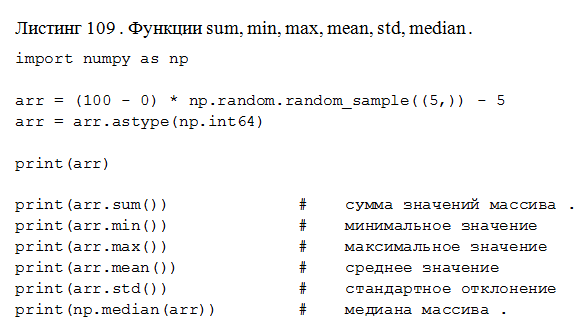 Листинг 109 . Функции sum, min, max, mean, std, median .
import numpy as np
arr = (100 - 0) * np.random.random_sample((5,)) - 5
arr = arr.astype(np.int64)
print(arr)
print(arr.sum()) # сумма значений массива .
print(arr.min()) # минимальное значение
print(arr.max()) # максимальное значение
print(arr.mean()) # среднее значение
print(arr.std()) # стандартное отклонение
print(np.median(arr)) # медиана массива .